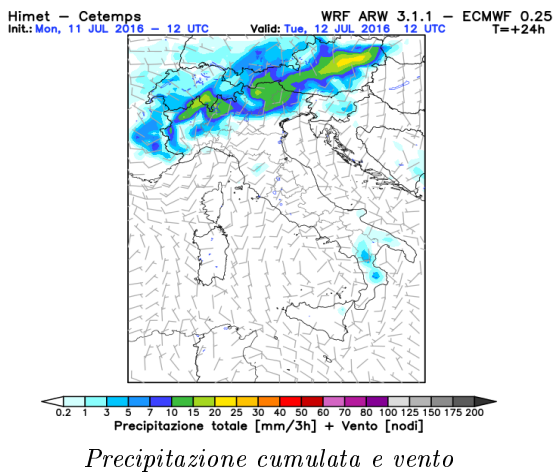 Himet – Cetemps WRF ARW 3.1.1 – ECMWF 0.25
Init.: Mon, 11 JUL 2016 – 12 UTC Valid: Tue, 12 JUL 2016 12 UTC T=+24h
0.2 1 3 5 7 10 15 20 25 30 40 50 60 70 80 100 125 150 175 200
Precipitazione totale [mm/3h] + Vento [nodi]
Precipitazione cumulata e vento